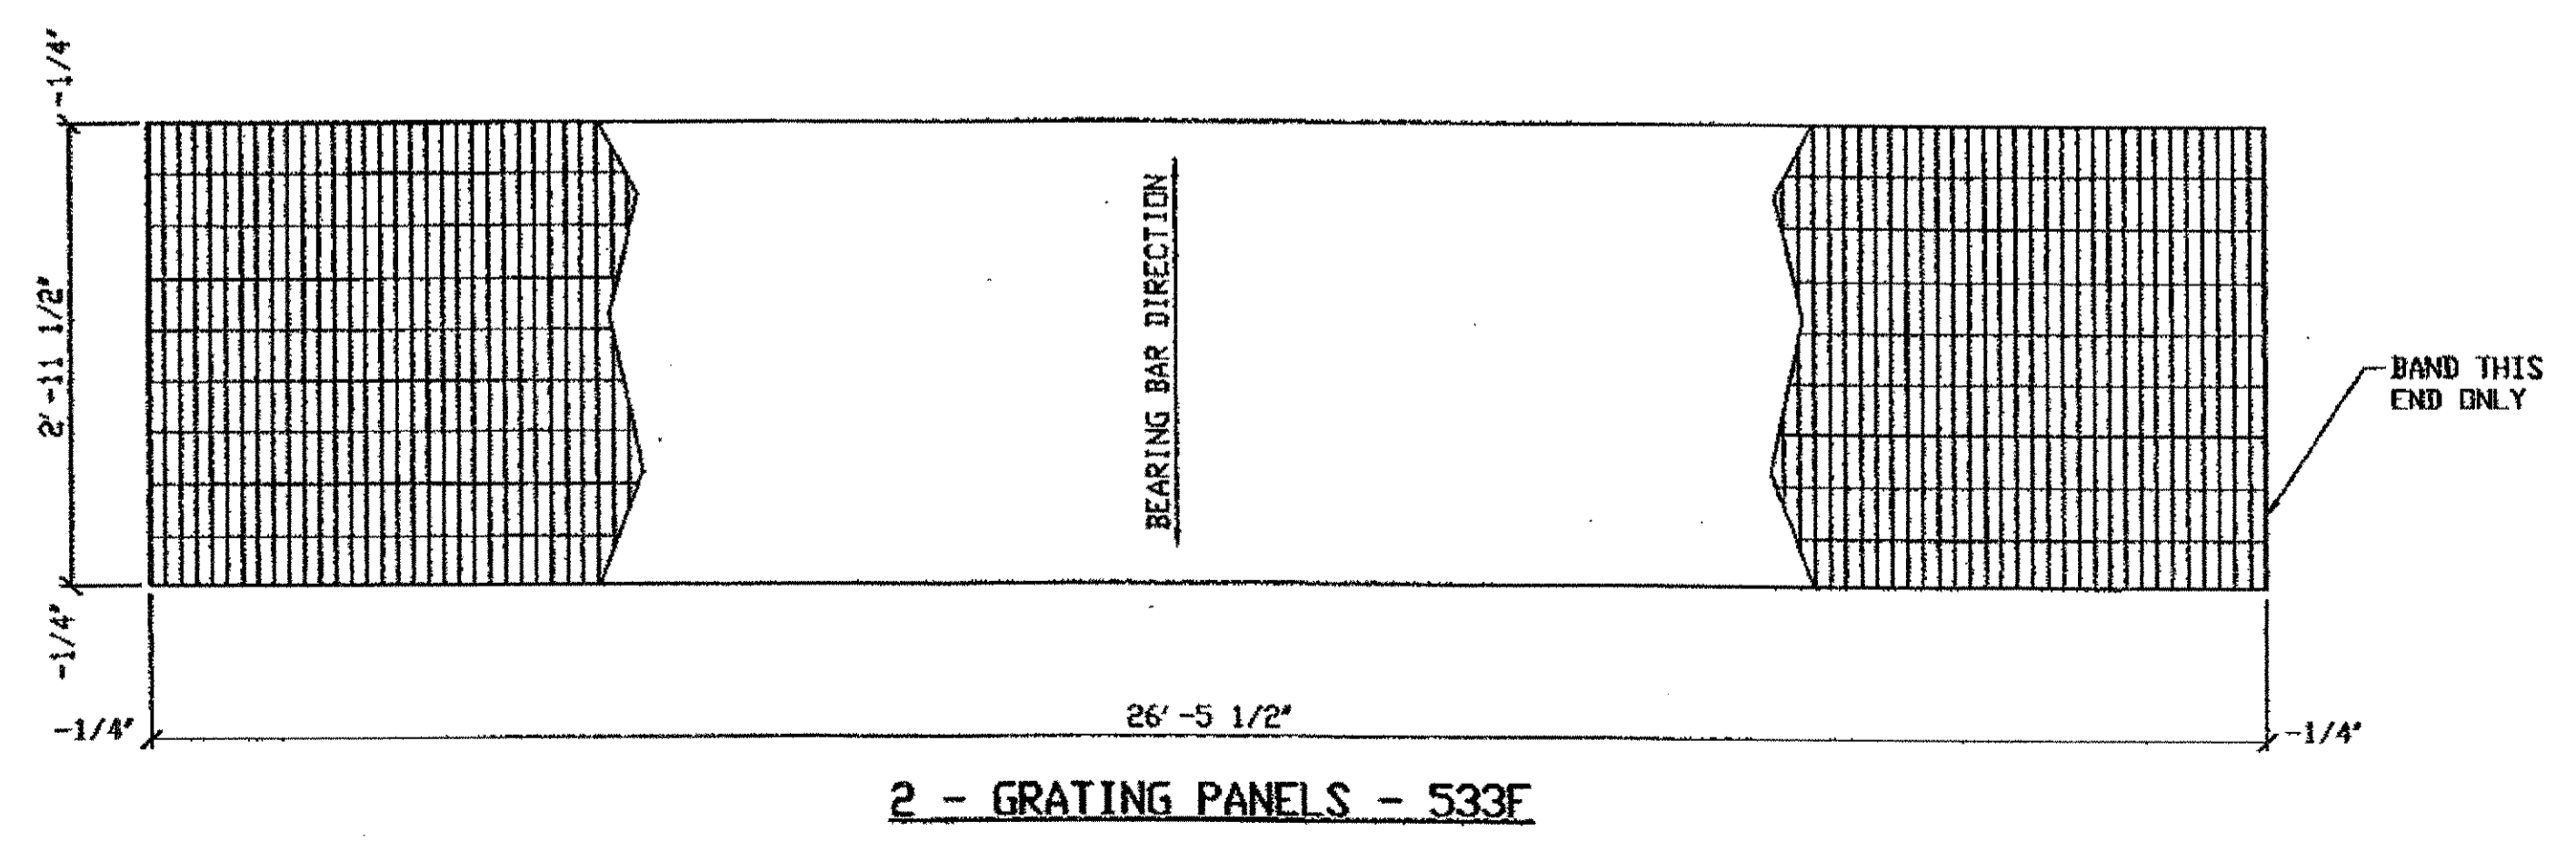 -1/4"
2'-11 1/2"
-1/4"
BEARING BAR DIRECTION
BAND THIS
END ONLY
-1/4"
26'-5 1/2"
-1/4"
2 - GRATING PANELS - 533F